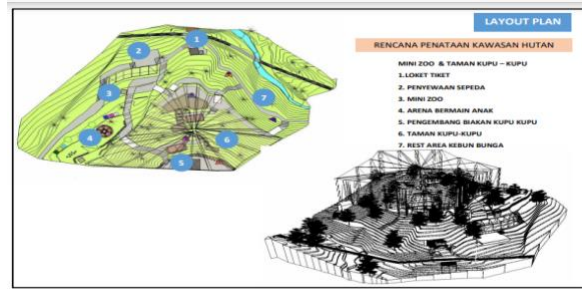 LAYOUT PLAN
RENCANA PENATAAN KAWASAN HUTAN
MINI ZOO & TAMAN KUPU – KUPU
1.LOKET TIKET
2. PENYEWAAN SEPEDA
3. MINI ZOO
4. ARENA BERMAIN ANAK
5. PENGEMBANG BIAKAN KUPU KUPU
6. TAMAN KUPU-KUPU
7. REST AREA KEBUN BUNGA
1
2
3
7
4
6
5